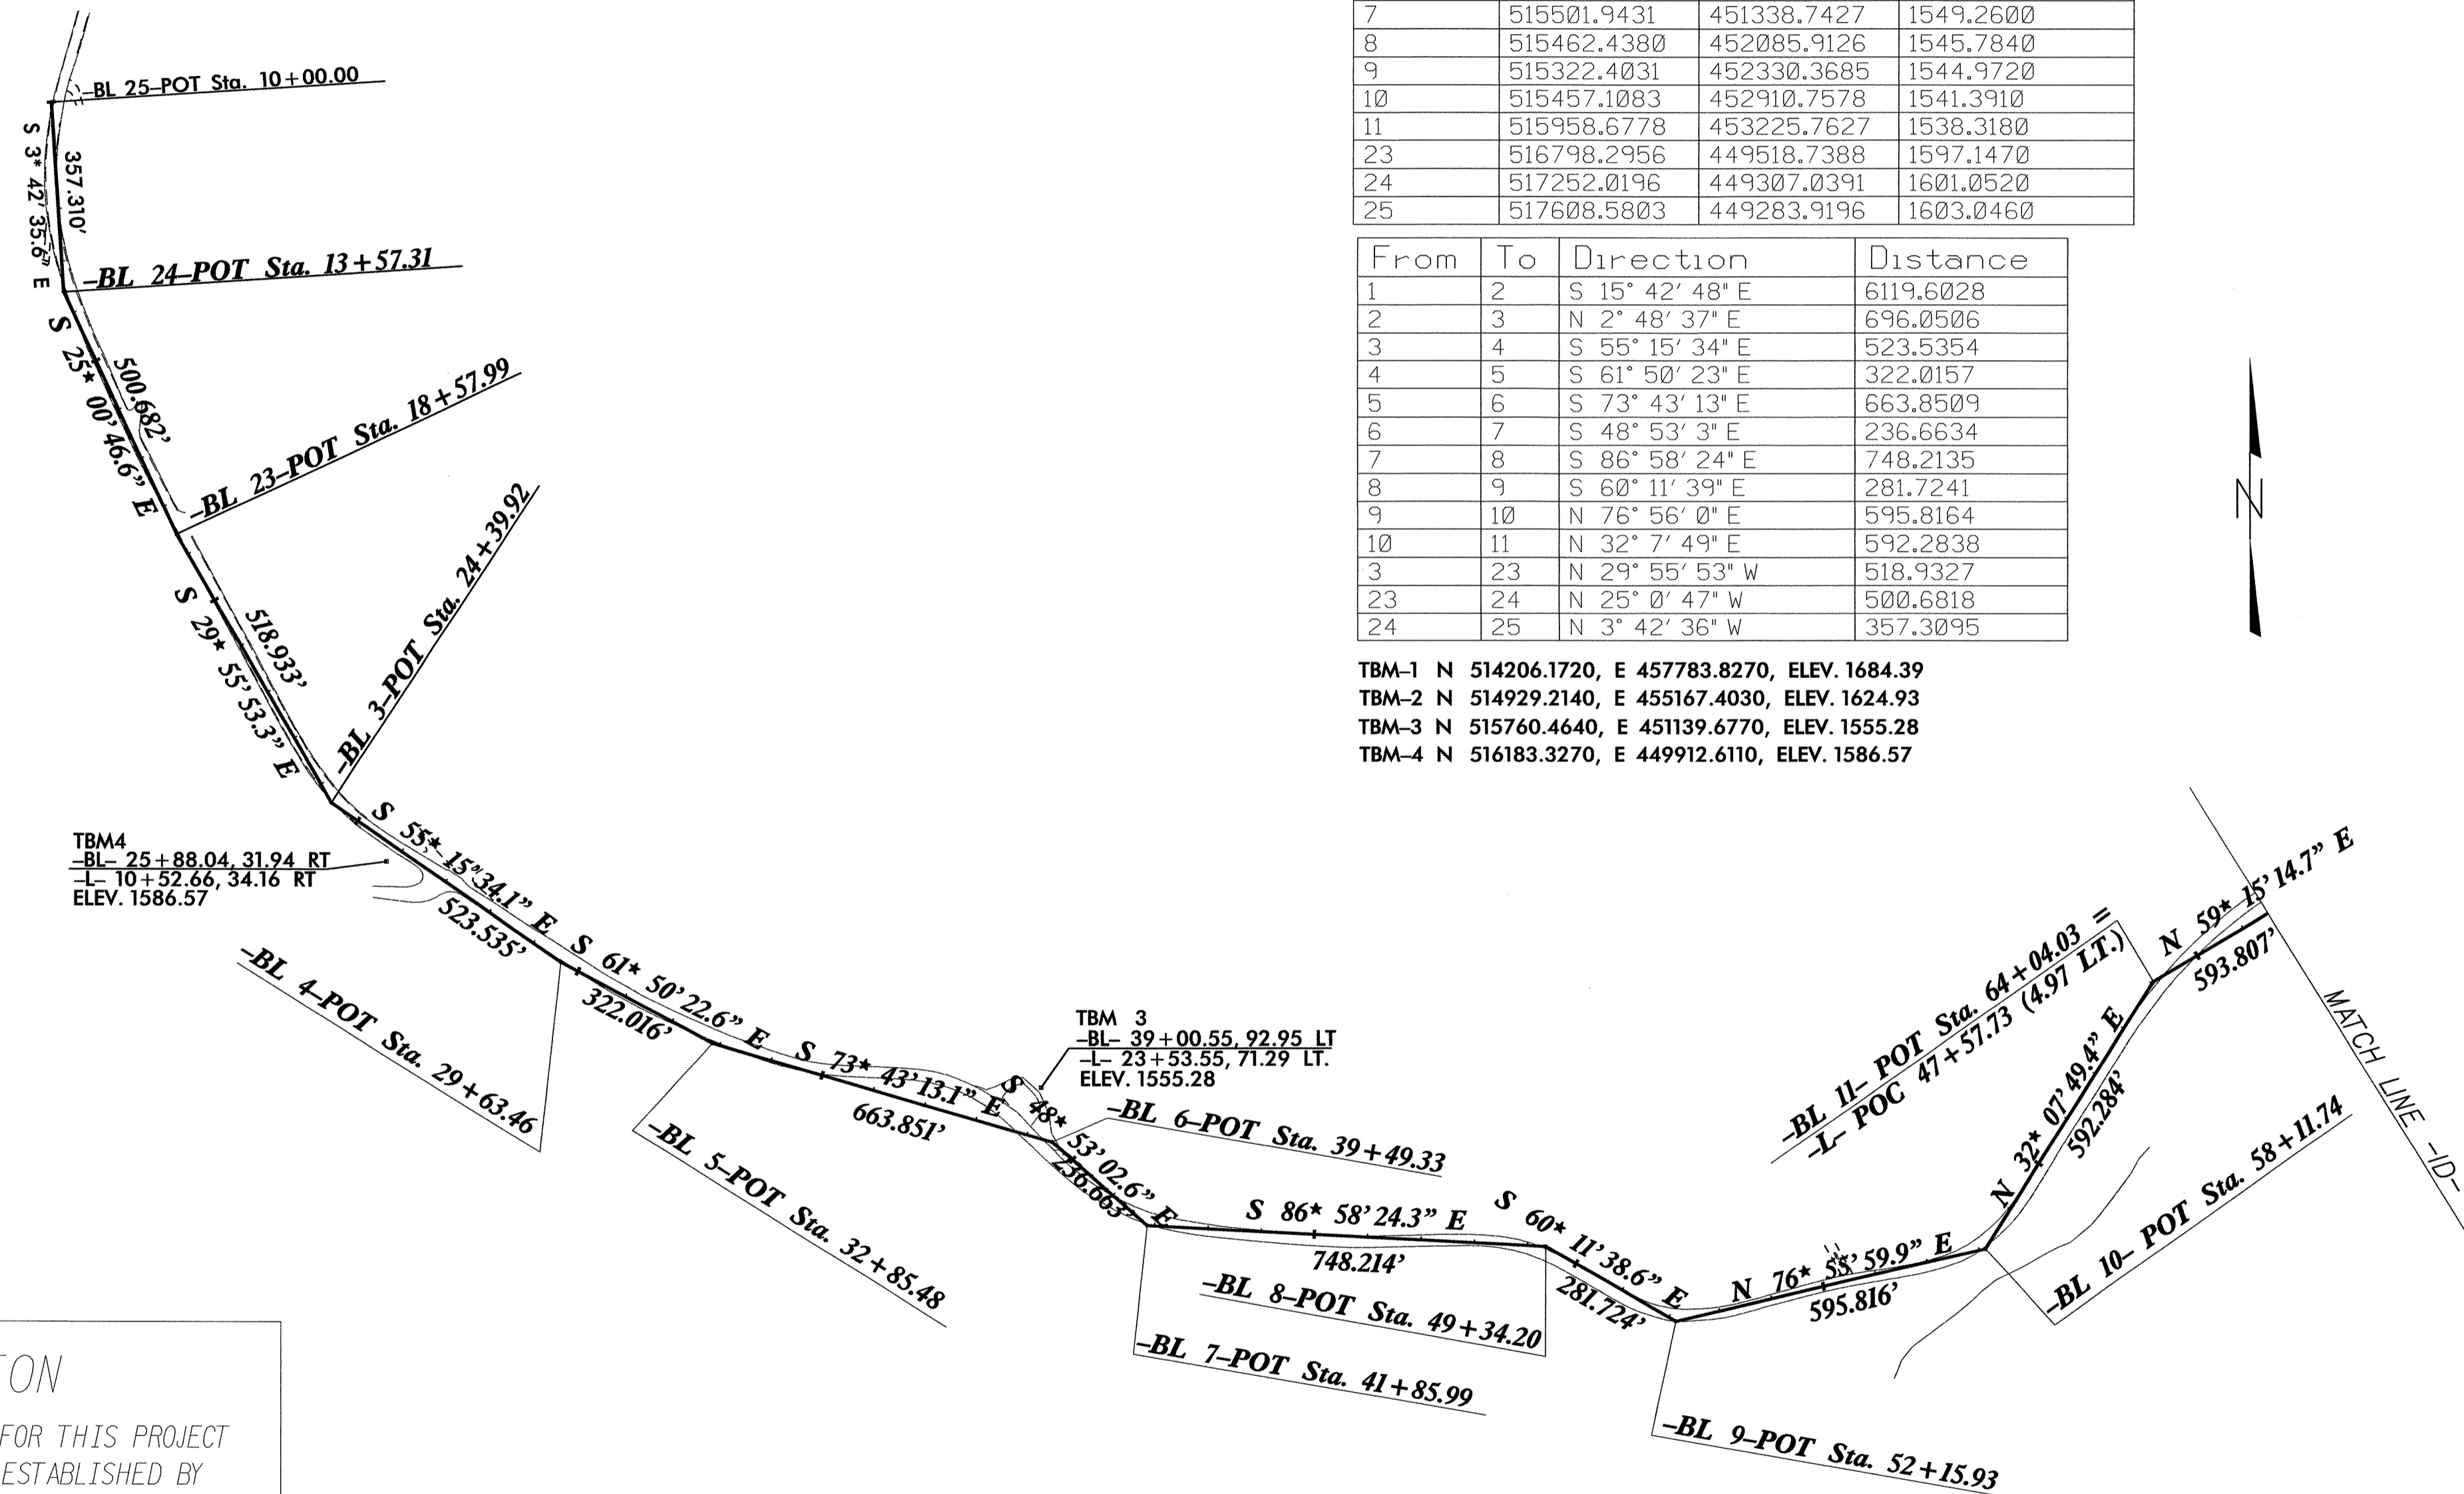 7 515501.9431 451338.7427 1549.2600
8 515462.4380 452085.9126 1545.7840
9 515322.4031 452330.3685 1544.9720
10 515457.1083 452910.7578 1541.3910
11 515958.6778 453225.7627 1538.3180
23 516798.2956 449518.7388 1597.1470
24 517252.0196 449307.0391 1601.0520
25 517608.5803 449283.9196 1603.0460
From To Direction Distance
1 2 S 15° 42' 48" E 6119.6028
2 3 N 2° 48' 37" E 696.0506
3 4 S 55° 15' 34" E 523.5354
4 5 S 61° 50' 23" E 322.0157
5 6 S 73° 43' 13" E 663.8509
6 7 S 48° 53' 3" E 236.6634
7 8 S 86° 58' 24" E 748.2135
8 9 S 60° 11' 39" E 281.7241
9 10 N 76° 56' 0" E 595.8164
10 11 N 32° 7' 49" E 592.2838
3 23 N 29° 55' 53" W 518.9327
23 24 N 25° 0' 47" W 500.6818
24 25 N 3° 42' 36" W 357.3095
TBM–1 N 514206.1720, E 457783.8270, ELEV. 1684.39
TBM–2 N 514929.2140, E 455167.4030, ELEV. 1624.93
TBM–3 N 515760.4640, E 451139.6770, ELEV. 1555.28
TBM–4 N 516183.3270, E 449912.6110, ELEV. 1586.57
N
–BL 25–POT Sta. 10+00.00
S 3* 42' 35.6" E
357.310'
–BL 24–POT Sta. 13+57.31
S 25* 00' 46.6" E
500.682'
–BL 23–POT Sta. 18+57.99
S 29* 55' 53.3" E
518.933'
–BL 3–POT Sta. 24+39.92
TBM4
–BL– 25+88.04, 31.94 RT
–L– 10+52.66, 34.16 RT
ELEV. 1586.57
S 55* 15' 34.1" E
523.535'
–BL 4–POT Sta. 29+63.46
S 61* 50' 22.6" E
322.016'
–BL 5–POT Sta. 32+85.48
S 73* 43' 13.1" E
663.851'
TBM 3
–BL– 39+00.55, 92.95 LT
–L– 23+53.55, 71.29 LT.
ELEV. 1555.28
–BL 6–POT Sta. 39+49.33
S 48* 53' 02.6" E
236.663'
–BL 7–POT Sta. 41+85.99
S 86* 58' 24.3" E
748.214'
–BL 8–POT Sta. 49+34.20
S 60* 11' 38.6" E
281.724'
–BL 9–POT Sta. 52+15.93
N 76* 55' 59.9" E
595.816'
–BL 10– POT Sta. 58+11.74
N 32* 07' 49.4" E
592.284'
–BL 11– POT Sta. 64+04.03 =
–L– POC 47+57.73 (4.97 LT.)
N 59* 15' 14.7" E
593.807'
MATCH LINE -ID-
TON
FOR THIS PROJECT
ESTABLISHED BY